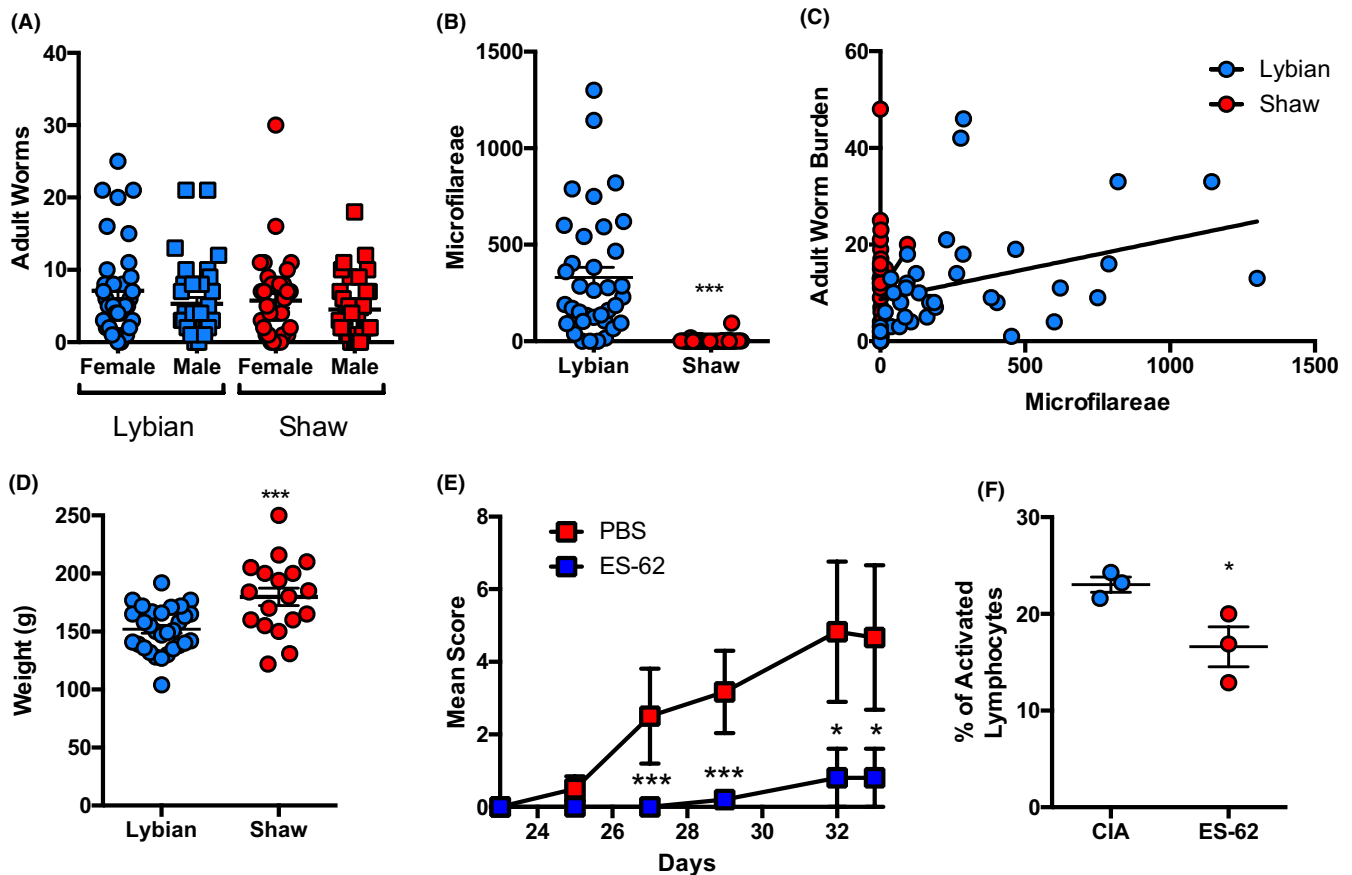 (A)
40
30
20
10
0
Adult Worms
Female Male Female Male
Lybian Shaw
(B)
1500
1000
500
0
Microfilareae
***
Lybian Shaw
(C)
60
40
20
0
Adult Worm Burden
Lybian
Shaw
0 500 1000 1500
Microfilareae
(D)
250
200
150
100
50
0
Weight (g)
***
Lybian Shaw
(E)
8
6
4
2
0
Mean Score
PBS
ES-62
*** *** * *
24 26 28 30 32
Days
(F)
30
20
10
0
% of Activated
Lymphocytes
*
CIA ES-62